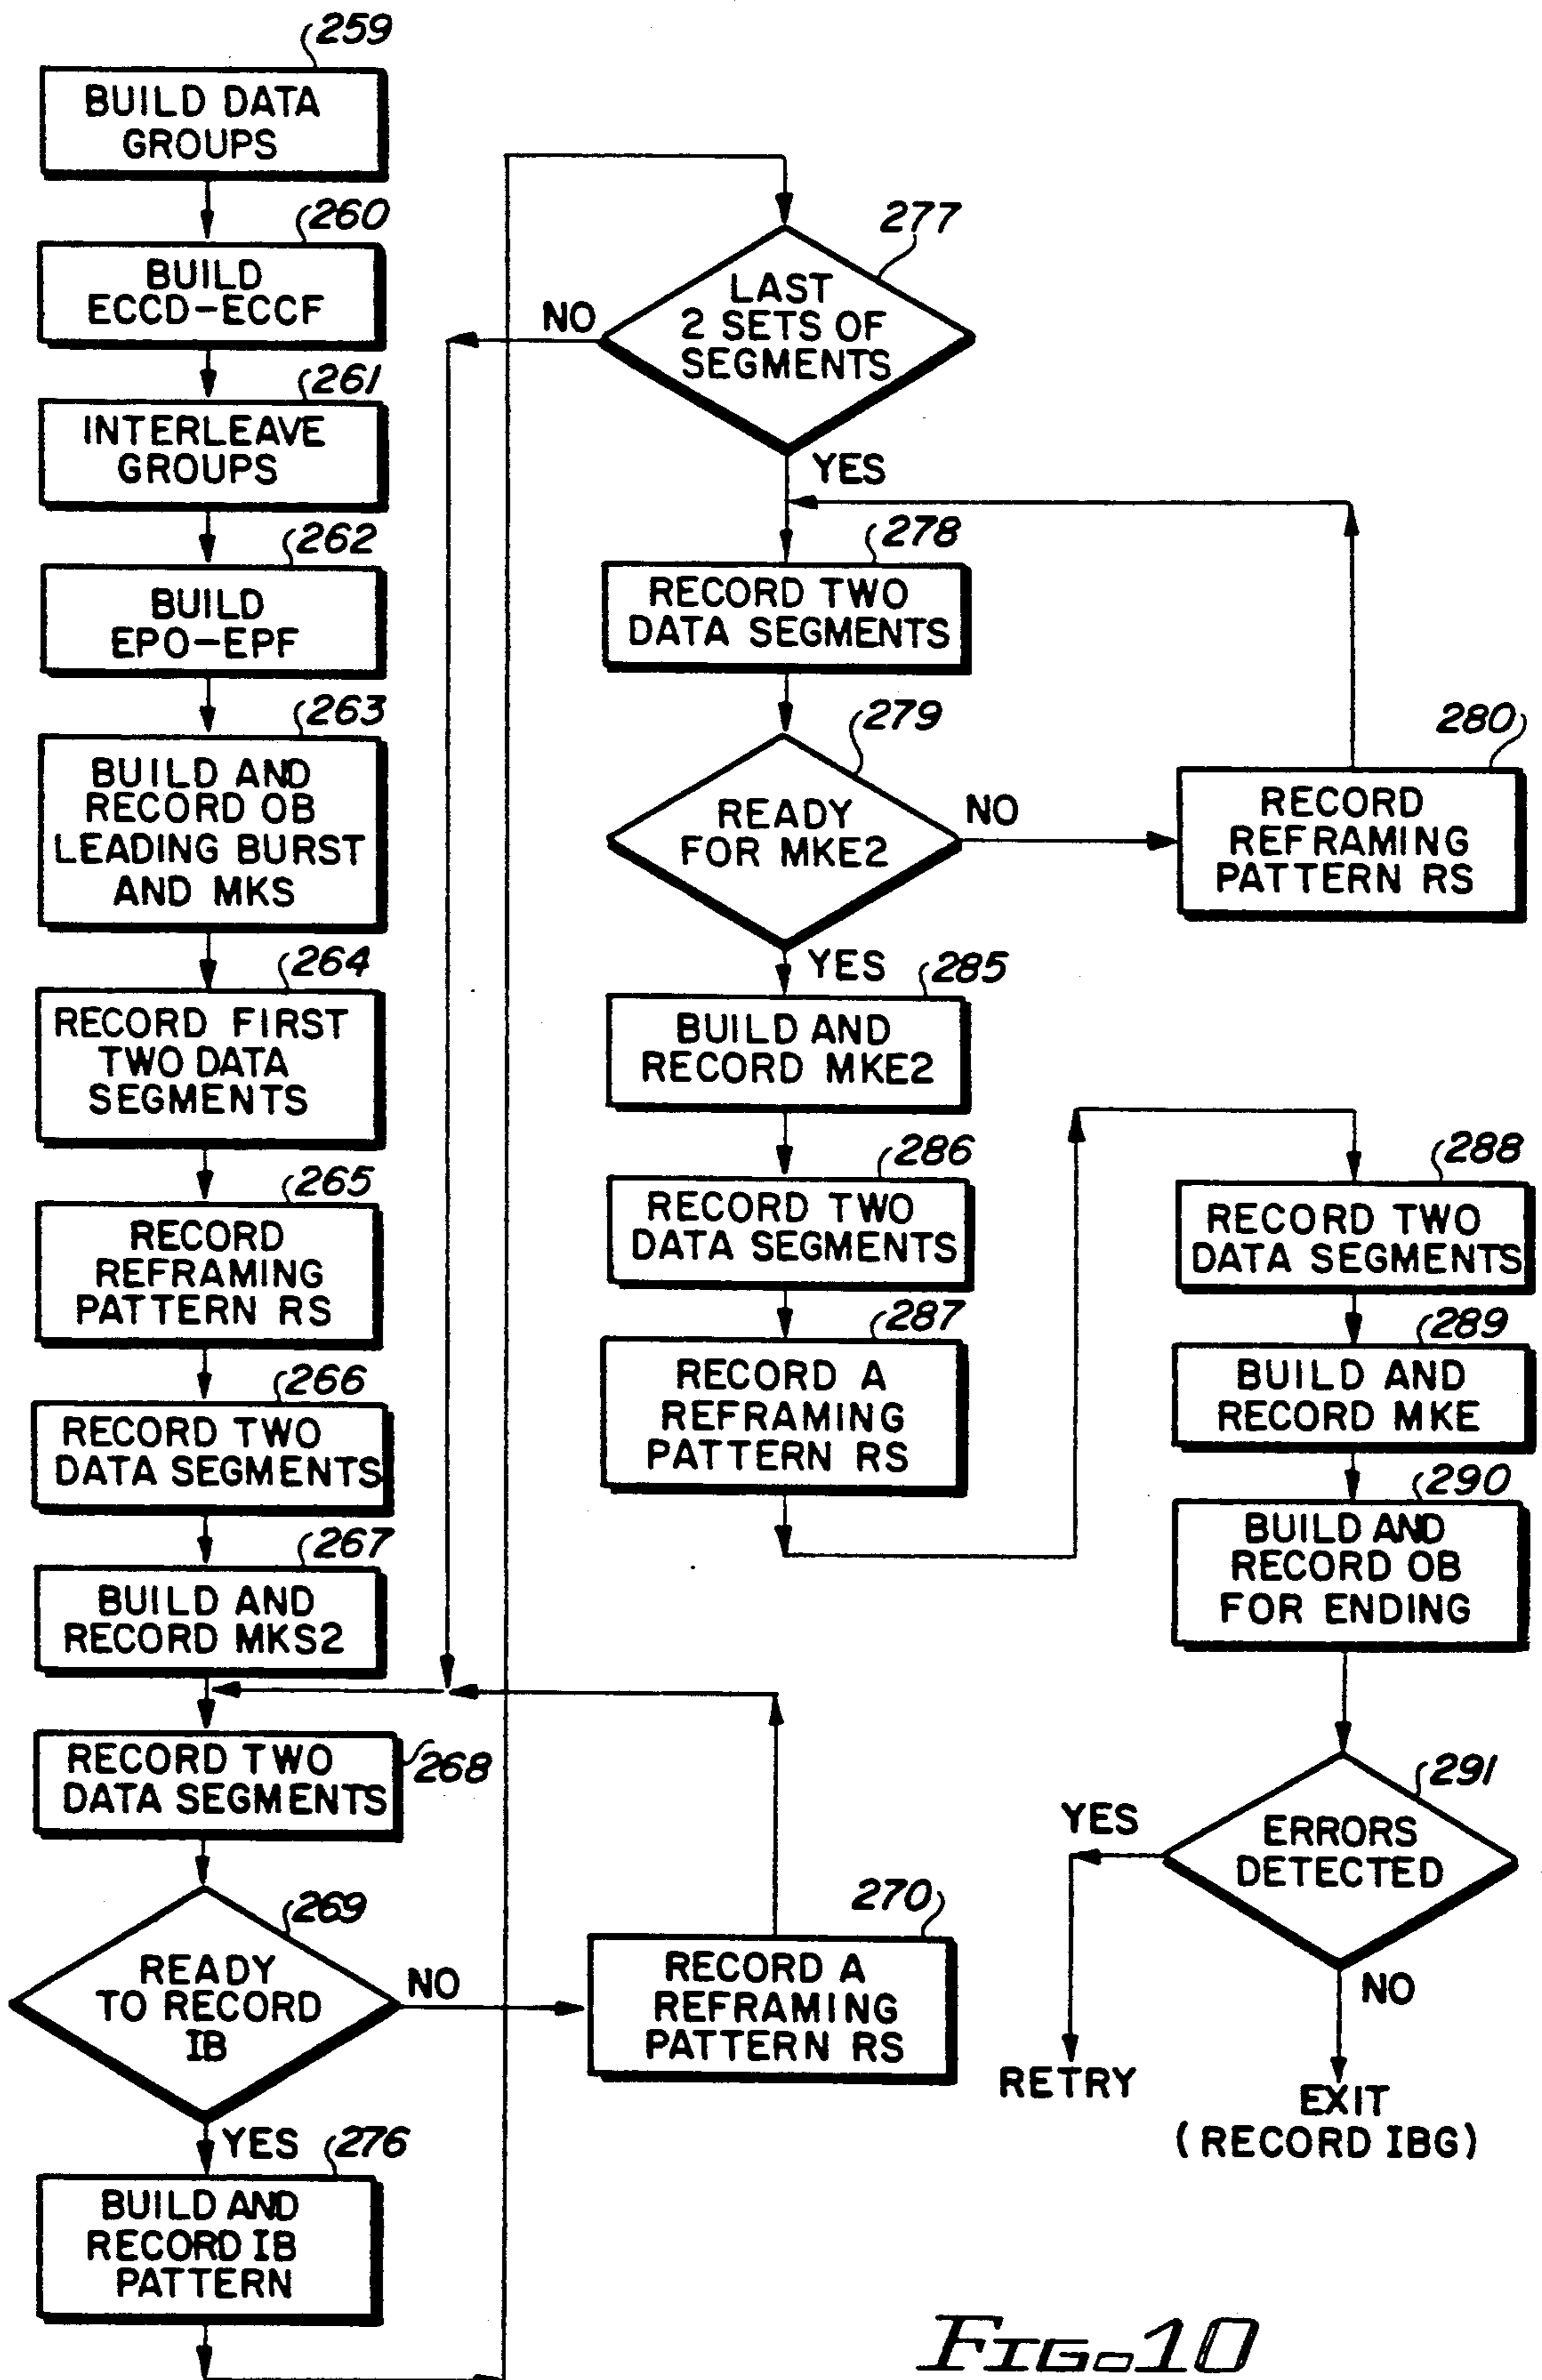 259
BUILD DATA
GROUPS
260
BUILD
ECCD-ECCF
261
INTERLEAVE
GROUPS
262
BUILD
EPO-EPF
263
BUILD AND
RECORD OB
LEADING BURST
AND MKS
264
RECORD FIRST
TWO DATA
SEGMENTS
265
RECORD
REFRAMING
PATTERN RS
266
RECORD TWO
DATA SEGMENTS
267
BUILD AND
RECORD MKS2
268
RECORD TWO
DATA SEGMENTS
269
READY
TO RECORD
IB
NO
YES
270
RECORD A
REFRAMING
PATTERN RS
276
BUILD AND
RECORD IB
PATTERN
277
LAST
2 SETS OF
SEGMENTS
NO
YES
278
RECORD TWO
DATA SEGMENTS
279
READY
FOR MKE2
NO
YES
280
RECORD
REFRAMING
PATTERN RS
285
BUILD AND
RECORD MKE2
286
RECORD TWO
DATA SEGMENTS
287
RECORD A
REFRAMING
PATTERN RS
288
RECORD TWO
DATA SEGMENTS
289
BUILD AND
RECORD MKE
290
BUILD AND
RECORD OB
FOR ENDING
291
ERRORS
DETECTED
YES
NO
RETRY
EXIT
(RECORD IBG)
FIG. 10